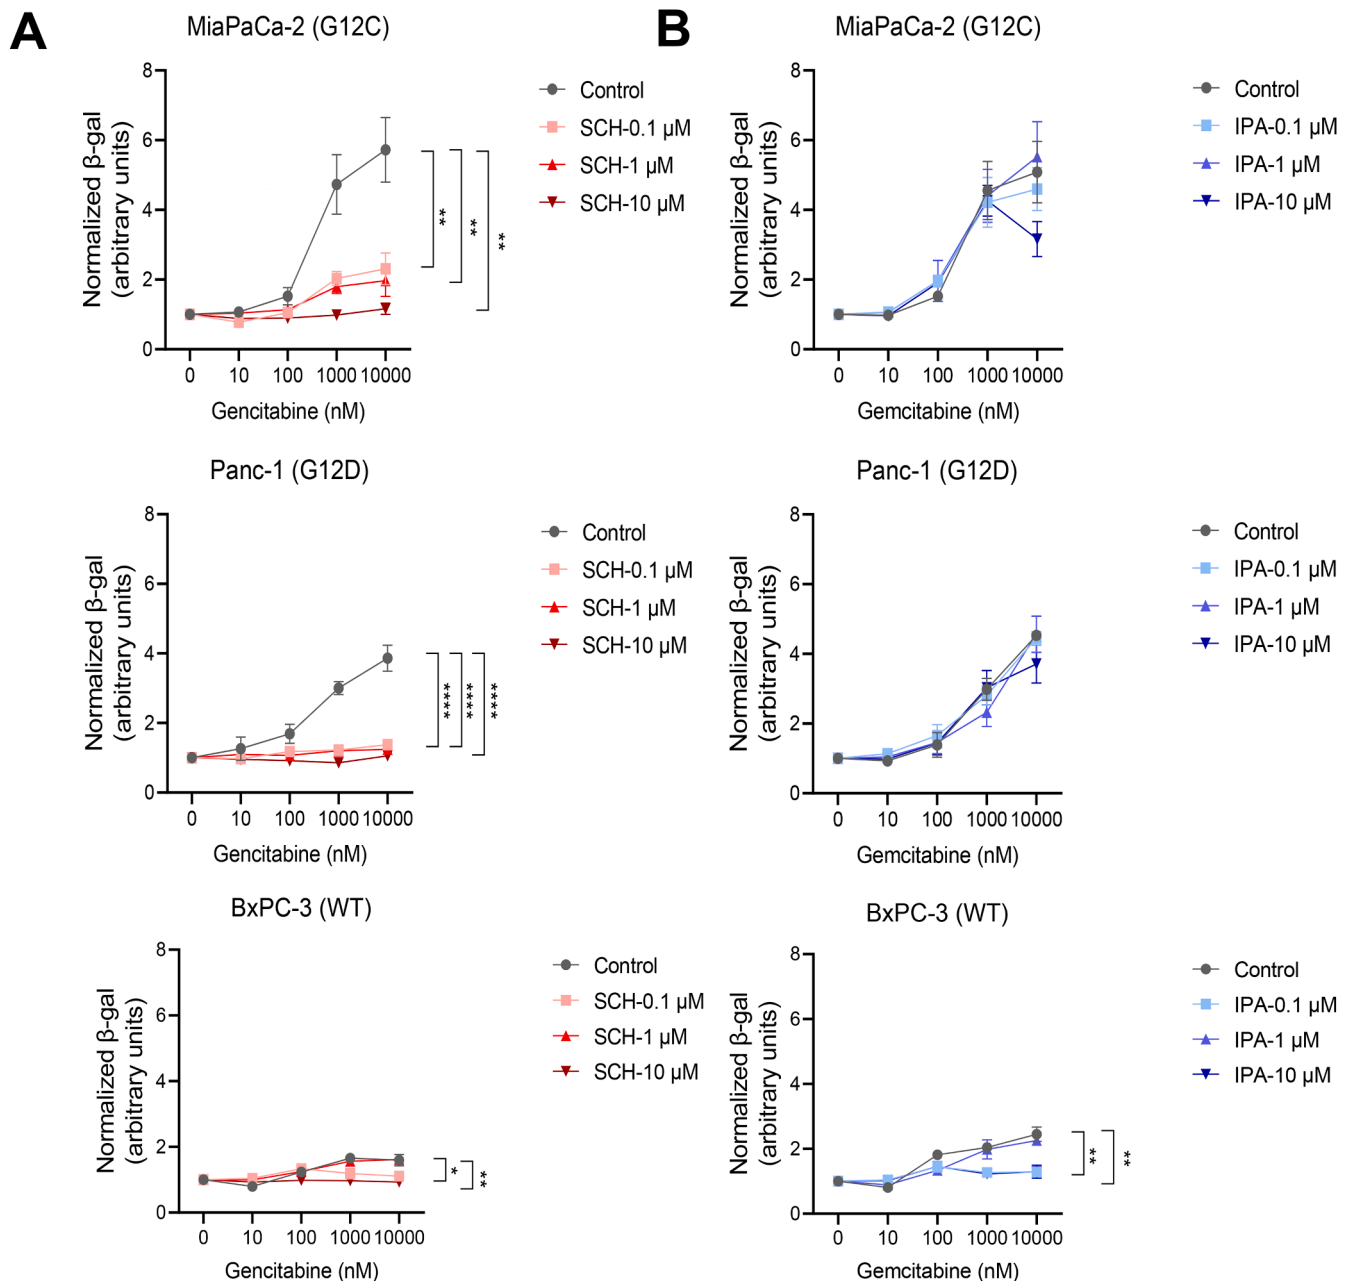 A
MiaPaCa-2 (G12C)
Normalized β-gal
(arbitrary units)
8
6
4
2
0
0 10 100 1000 10000
Gencitabine (nM)
Control
SCH-0.1 µM
SCH-1 µM
SCH-10 µM
**
**
**
B
MiaPaCa-2 (G12C)
Normalized β-gal
(arbitrary units)
8
6
4
2
0
0 10 100 1000 10000
Gemcitabine (nM)
Control
IPA-0.1 µM
IPA-1 µM
IPA-10 µM
Panc-1 (G12D)
Normalized β-gal
(arbitrary units)
8
6
4
2
0
0 10 100 1000 10000
Gencitabine (nM)
Control
SCH-0.1 µM
SCH-1 µM
SCH-10 µM
****
****
****
Panc-1 (G12D)
Normalized β-gal
(arbitrary units)
8
6
4
2
0
0 10 100 1000 10000
Gemcitabine (nM)
Control
IPA-0.1 µM
IPA-1 µM
IPA-10 µM
BxPC-3 (WT)
Normalized β-gal
(arbitrary units)
8
6
4
2
0
0 10 100 1000 10000
Gencitabine (nM)
Control
SCH-0.1 µM
SCH-1 µM
SCH-10 µM
*
**
BxPC-3 (WT)
Normalized β-gal
(arbitrary units)
8
6
4
2
0
0 10 100 1000 10000
Gemcitabine (nM)
Control
IPA-0.1 µM
IPA-1 µM
IPA-10 µM
**
**